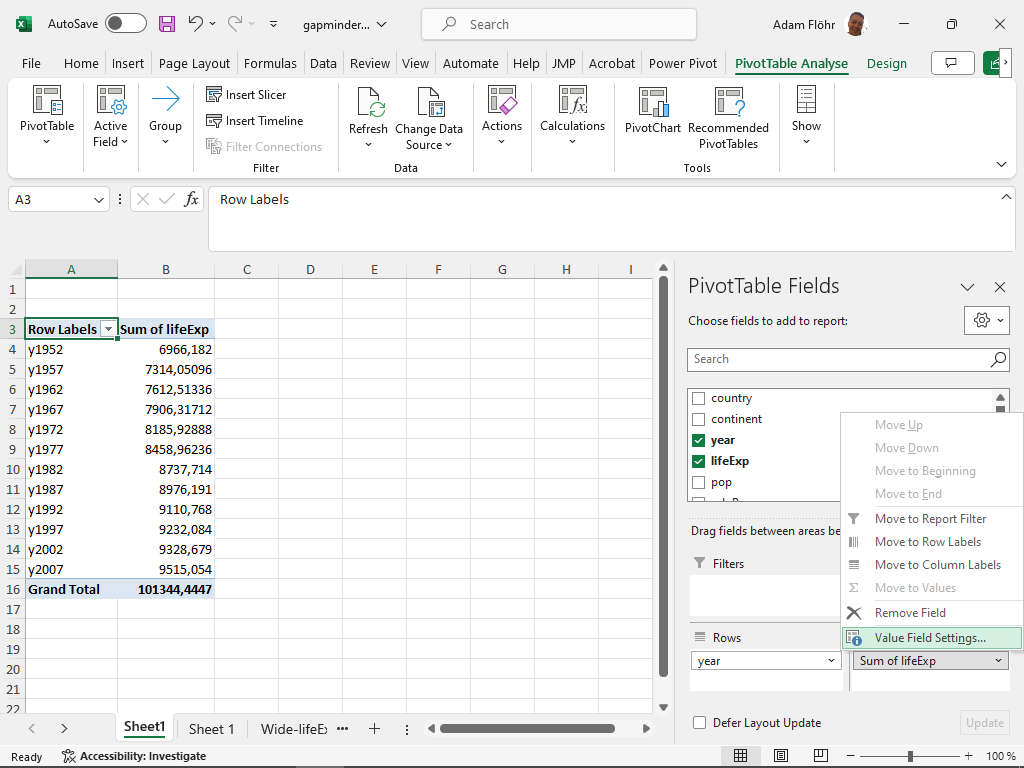 AutoSave gapminder... Search Adam Flöhr
File Home Insert Page Layout Formulas Data Review View Automate Help JMP Acrobat Power Pivot PivotTable Analyse Design
PivotTable
Active
Field
Group
Insert Slicer
Insert Timeline
Filter Connections
Filter
Refresh
Change Data
Source
Data
Actions
Calculations
PivotChart
Recommended
PivotTables
Tools
Show
A3 fx Row Labels
A B C D E F G H I
1
2
3 Row Labels Sum of lifeExp
4 y1952 6966,182
5 y1957 7314,05096
6 y1962 7612,51336
7 y1967 7906,31712
8 y1972 8185,92888
9 y1977 8458,96236
10 y1982 8737,714
11 y1987 8976,191
12 y1992 9110,768
13 y1997 9232,084
14 y2002 9328,679
15 y2007 9515,054
16 Grand Total 101344,4447
17
18
19
20
21
22
PivotTable Fields
Choose fields to add to report:
Search
country
continent
year
lifeExp
pop
Drag fields between areas be
Filters
Rows
year
Sum of lifeExp
Move Up
Move Down
Move to Beginning
Move to End
Move to Report Filter
Move to Row Labels
Move to Column Labels
Move to Values
Remove Field
Value Field Settings...
Defer Layout Update Update
Sheet1 Sheet 1 Wide-lifeE ...
Ready Accessibility: Investigate 100 %